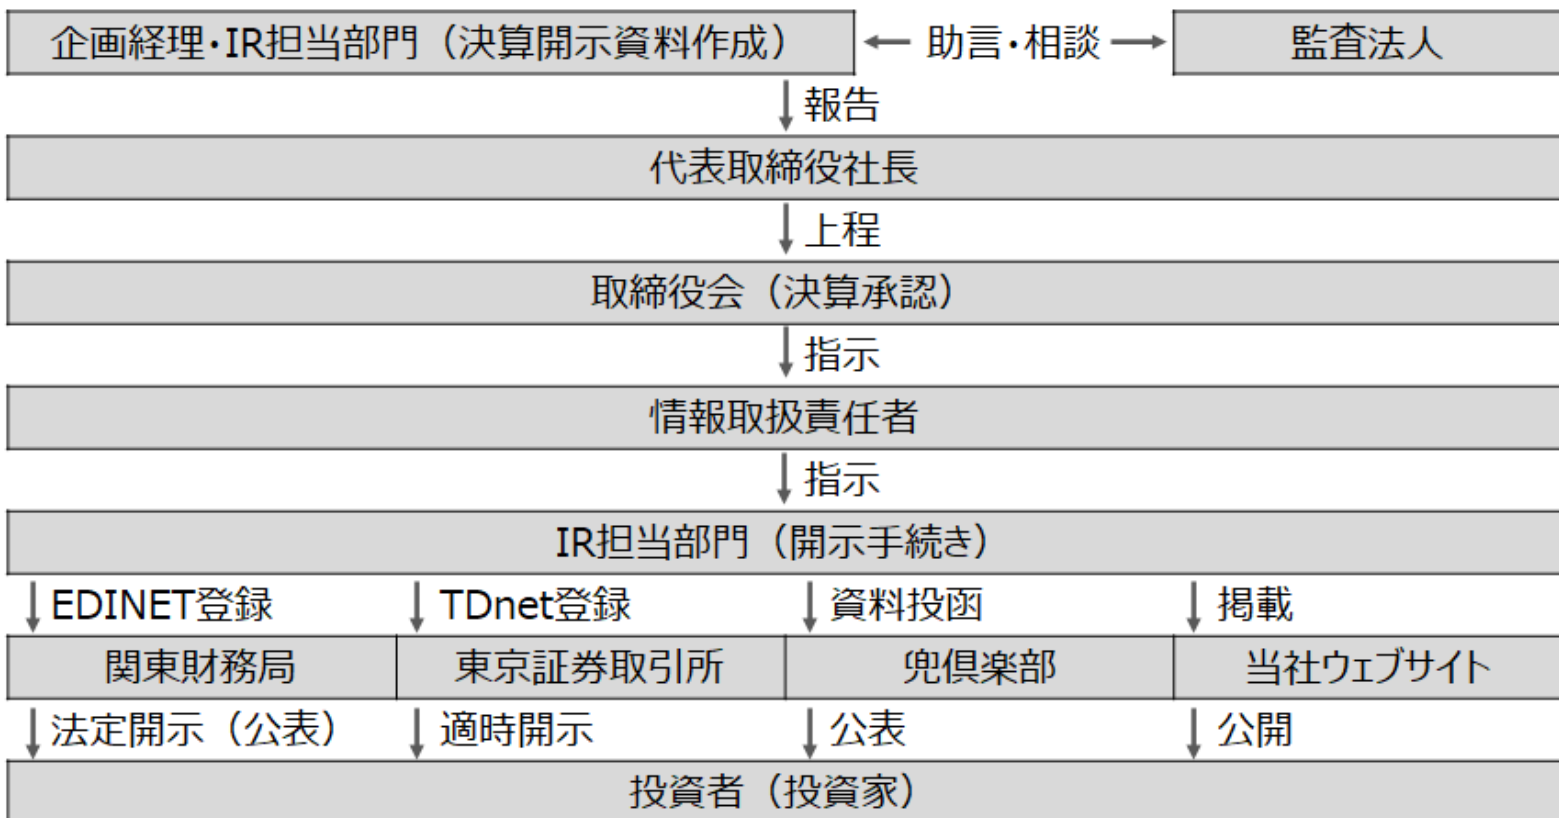 企画経理・IR担当部門（決算開示資料作成） 助言・相談 監査法人
報告
代表取締役社長
上程
取締役会（決算承認）
指示
情報取扱責任者
指示
IR担当部門（開示手続き）
EDINET登録 TDnet登録 資料投函 掲載
関東財務局 東京証券取引所 兜倶楽部 当社ウェブサイト
法定開示（公表） 適時開示 公表 公開
投資者（投資家）